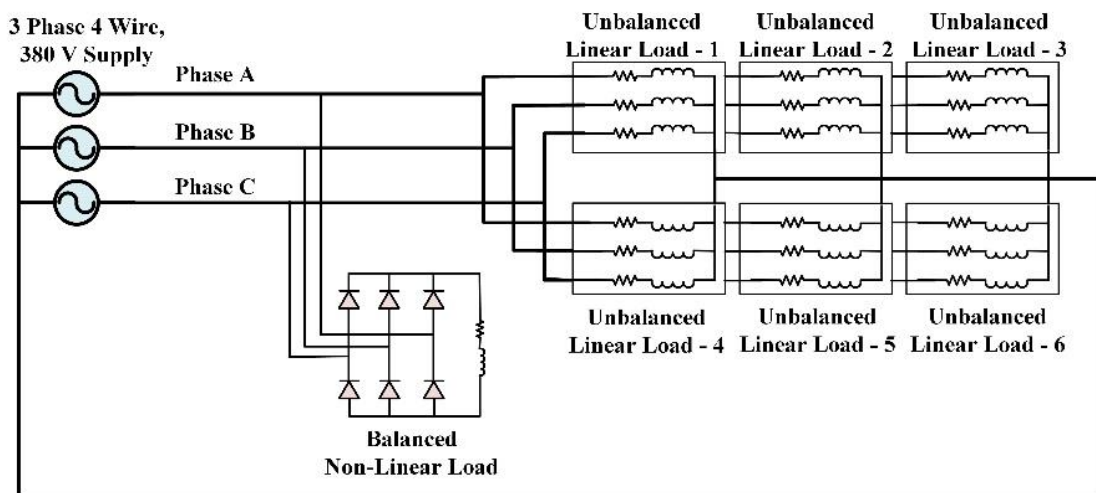 3 Phase 4 Wire,
380 V Supply
Phase A
Phase B
Phase C
Unbalanced
Linear Load - 1
Unbalanced
Linear Load - 2
Unbalanced
Linear Load - 3
Unbalanced
Linear Load - 4
Unbalanced
Linear Load - 5
Unbalanced
Linear Load - 6
Balanced
Non-Linear Load